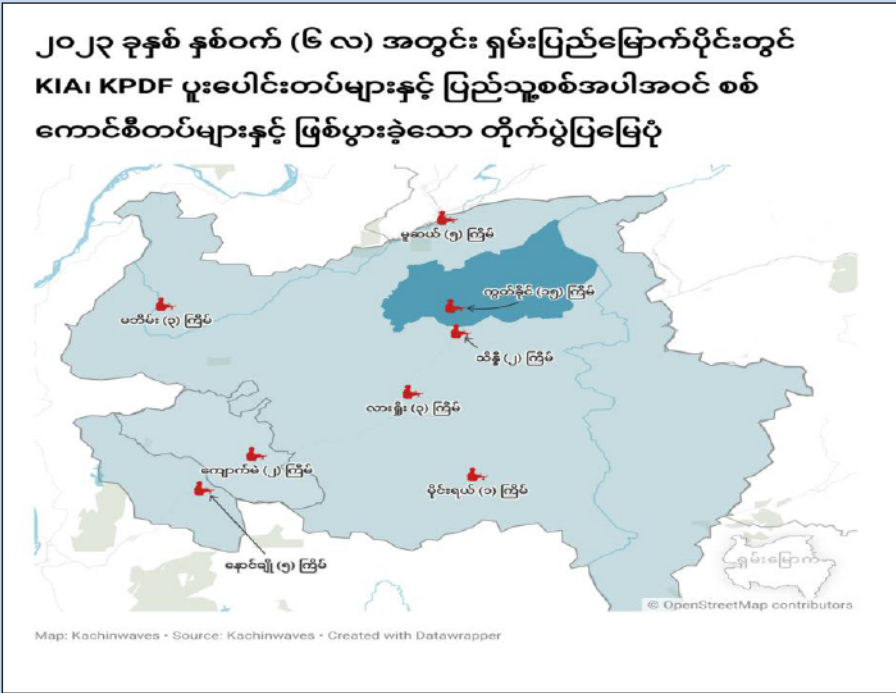 ၂၀၂၃ ခုနှစ် နှစ်ဝက် (၆ လ) အတွင်း ရှမ်းပြည်မြောက်ပိုင်းတွင်
KIA၊ KPDF ပူးပေါင်းတပ်များနှင့် ပြည်သူ့စစ်အပါအဝင် စစ်
ကောင်စီတပ်များနှင့် ဖြစ်ပွားခဲ့သော တိုက်ပွဲပြမြေပုံ
မူဆယ် (၅) ကြိမ်
ကွတ်ခိုင် (၁၅) ကြိမ်
မဘိမ်း (၃) ကြိမ်
သိန္နီ (၂) ကြိမ်
လားရှိုး (၃) ကြိမ်
ကျောက်မဲ (၂) ကြိမ်
မိုင်းရယ် (၁) ကြိမ်
နောင်ချို (၅) ကြိမ်
ရှမ်းမြောက်
© OpenStreetMap contributors
Map: Kachinwaves • Source: Kachinwaves • Created with Datawrapper